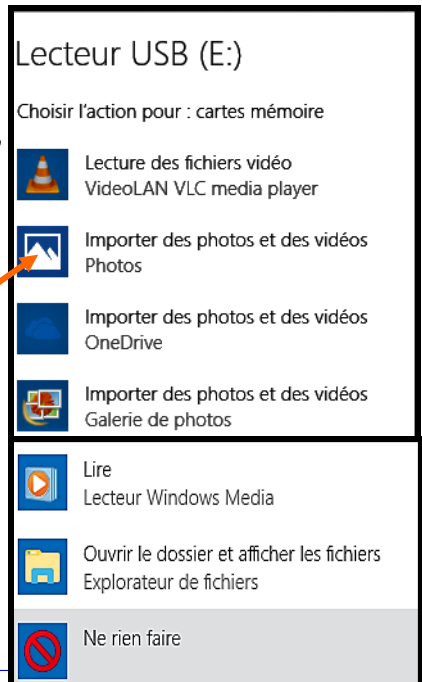 Lecteur USB (E:)
Choisir l'action pour : cartes mémoire
Lecture des fichiers vidéo
VideoLAN VLC media player
Importer des photos et des vidéos
Photos
Importer des photos et des vidéos
OneDrive
Importer des photos et des vidéos
Galerie de photos
Lire
Lecteur Windows Media
Ouvrir le dossier et afficher les fichiers
Explorateur de fichiers
Ne rien faire